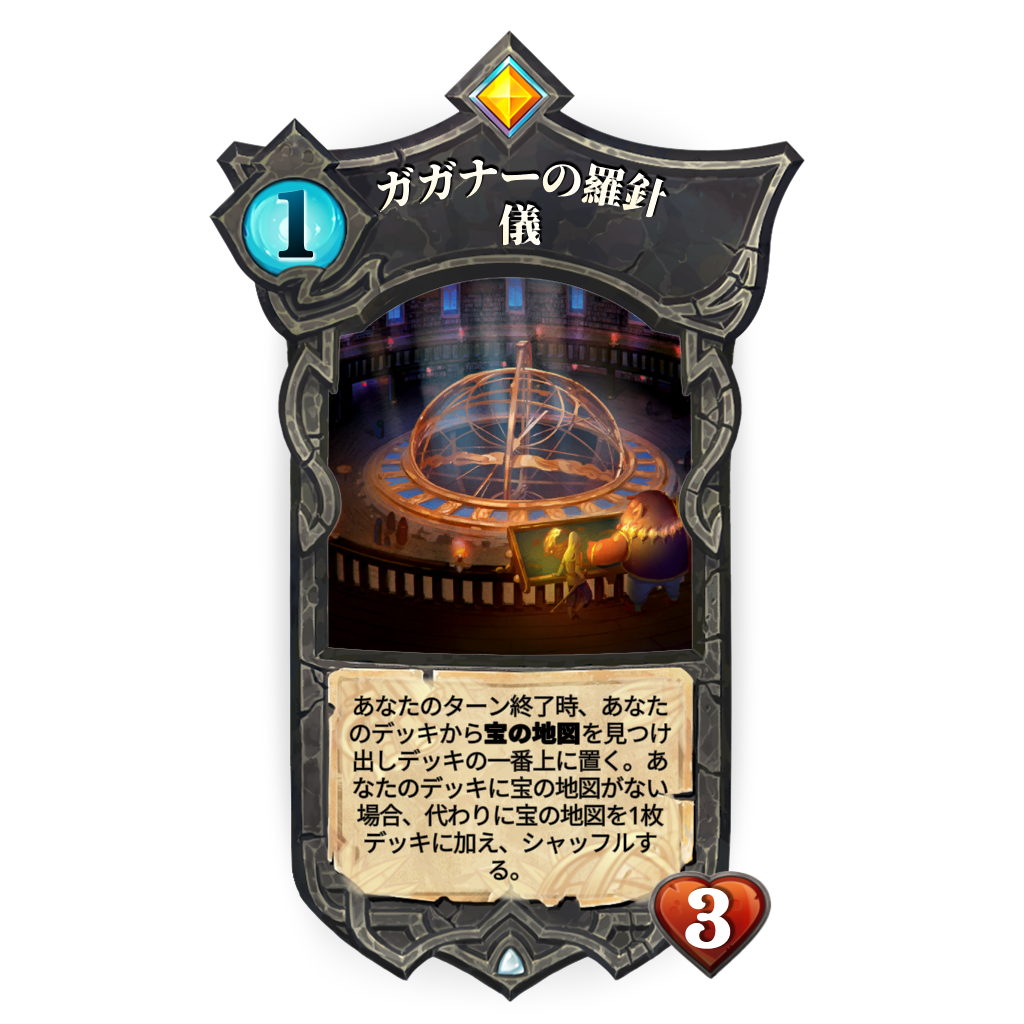 1
ガガナーの羅針
儀
あなたのターン終了時、あなた
のデッキから宝の地図を見つけ
出しデッキの一番上に置く。あ
なたのデッキに宝の地図がない
場合、代わりに宝の地図を1枚
デッキに加え、シャッフルす
る。
3